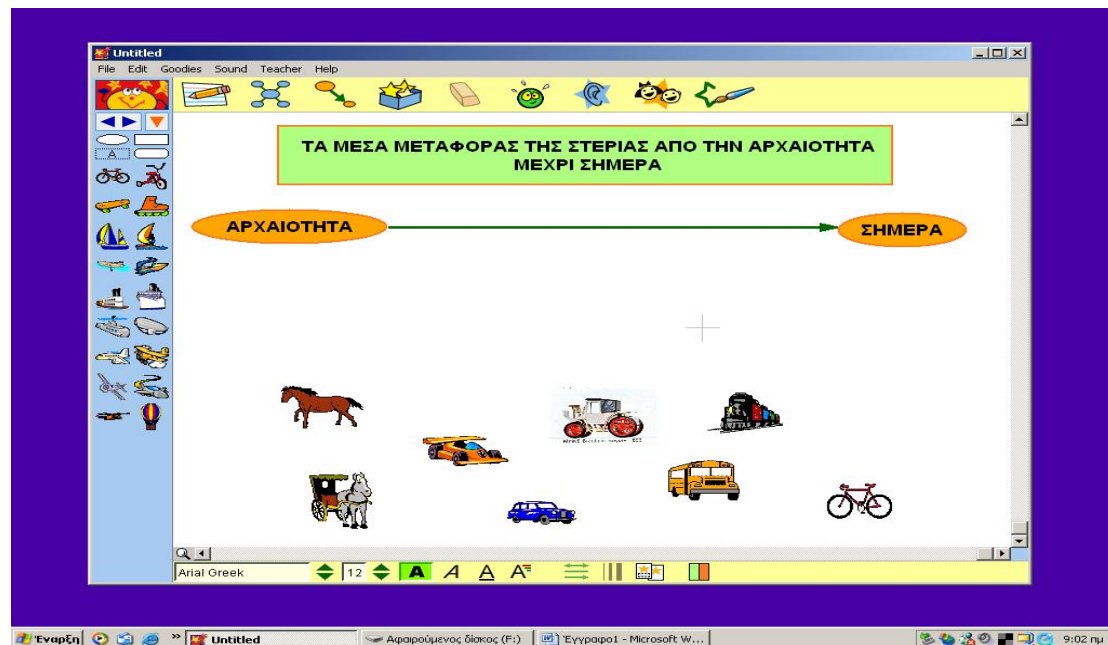 Untitled
File Edit Goodies Sound Teacher Help
ΤΑ ΜΕΣΑ ΜΕΤΑΦΟΡΑΣ ΤΗΣ ΣΤΕΡΙΑΣ ΑΠΟ ΤΗΝ ΑΡΧΑΙΟΤΗΤΑ
ΜΕΧΡΙ ΣΗΜΕΡΑ
ΑΡΧΑΙΟΤΗΤΑ ΣΗΜΕΡΑ
A
Arial Greek 12 A A A A
Έναρξη » Untitled Αφαιρούμενος δίσκος (F:) Έγγραφο1 - Microsoft W... 9:02 πμ